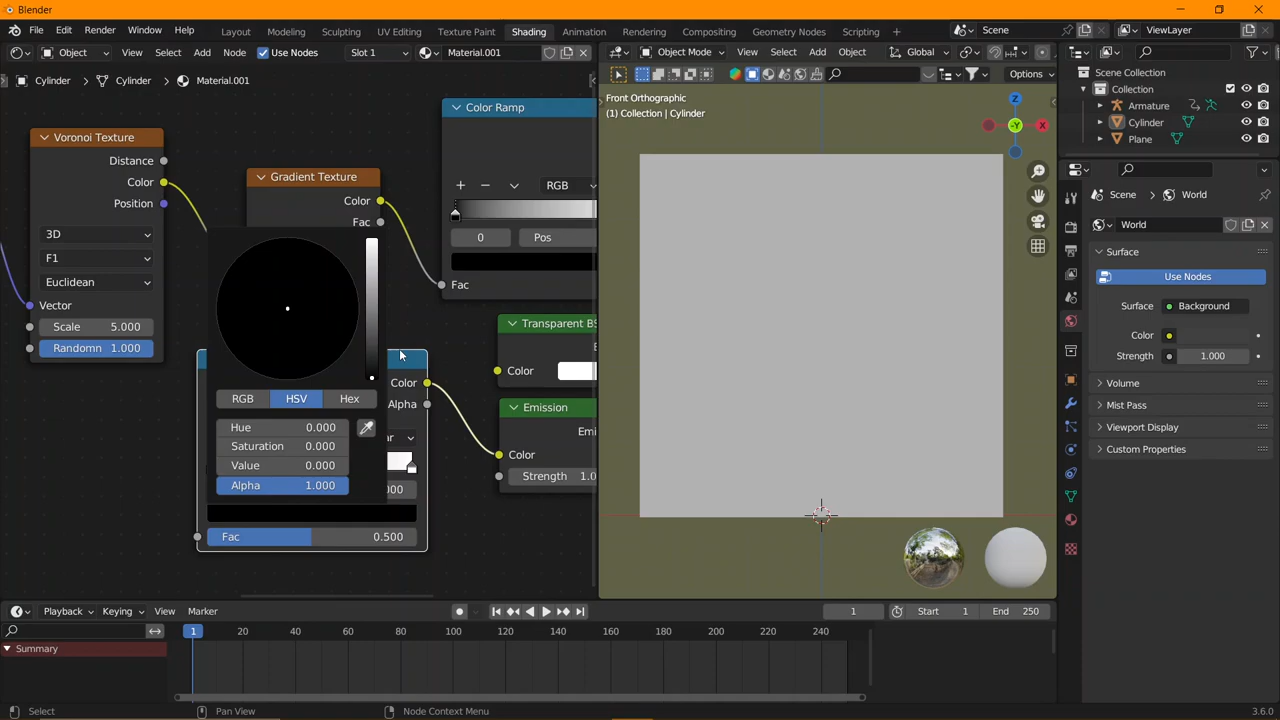 Blender
File Edit Render Window Help
Layout Modeling Sculpting UV Editing Texture Paint Shading Animation Rendering Compositing Geometry Nodes Scripting
Scene
ViewLayer
Object View Select Add Node Use Nodes Slot 1 Material.001
Object Mode View Select Add Object Global
Cylinder Cylinder Material.001
Options
Voronoi Texture
Distance
Color
Position
3D
F1
Euclidean
Vector
Scale 5.000
Randomn 1.000
Gradient Texture
Color
Fac
Color Ramp
RGB
0 Pos
Fac
RGB HSV Hex
Hue 0.000
Saturation 0.000
Value 0.000
Alpha 1.000
Color
Alpha
ar
000
Fac 0.500
Transparent BS
Color
Emission
Emi
Color
Strength 1.0
Front Orthographic
(1) Collection | Cylinder
Z
-Y
X
Scene Collection
Collection
Armature
Cylinder
Plane
Scene World
World
Surface
Use Nodes
Surface Background
Color
Strength 1.000
Volume
Mist Pass
Viewport Display
Custom Properties
Playback Keying View Marker
1 Start 1 End 250
1 20 40 60 80 100 120 140 160 180 200 220 240
Summary
Select Pan View Node Context Menu 3.6.0